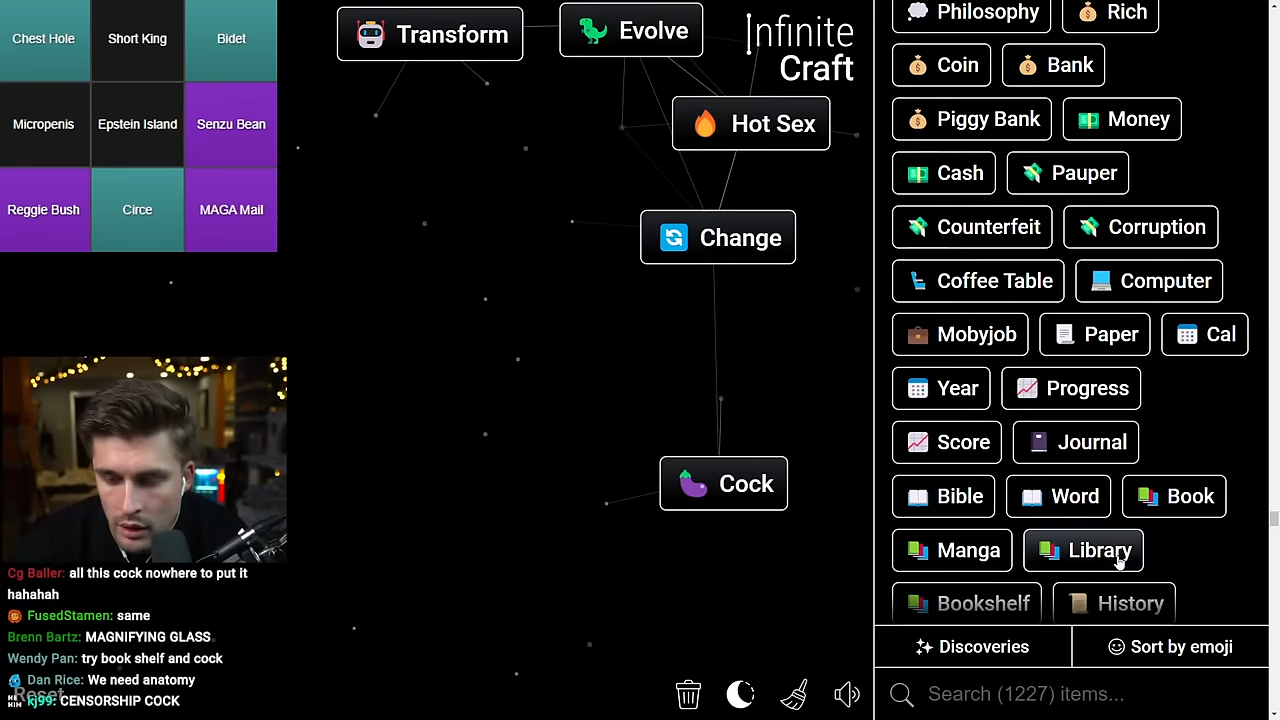 Chest Hole
Short King
Bidet
Micropenis
Epstein Island
Senzu Bean
Reggie Bush
Circe
MAGA Mail
Transform
Evolve
Infinite
Craft
Hot Sex
Change
Cock
Philosophy
Rich
Coin
Bank
Piggy Bank
Money
Cash
Pauper
Counterfeit
Corruption
Coffee Table
Computer
Mobyjob
Paper
Cal
Year
Progress
Score
Journal
Bible
Word
Book
Manga
Library
Bookshelf
History
Discoveries
Sort by emoji
Search (1227) items...
Cg Baller: all this cock nowhere to put it
hahahah
FusedStamen: same
Brenn Bartz: MAGNIFYING GLASS
Wendy Pan: try book shelf and cock
Dan Rice: We need anatomy
Reset
kj99: CENSORSHIP COCK